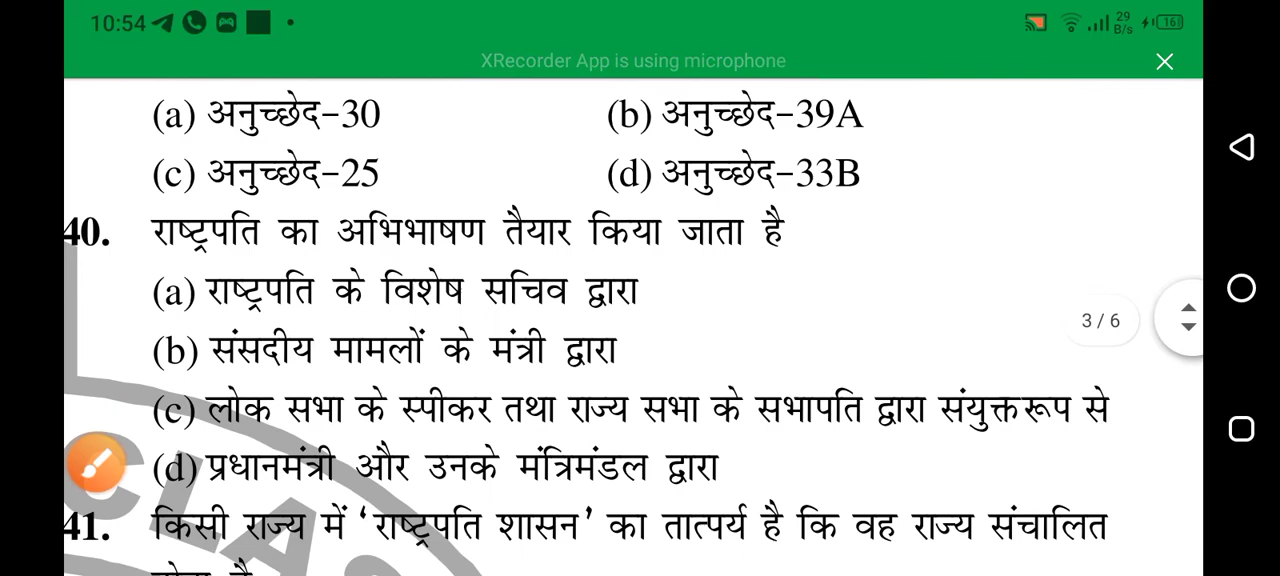 10:54
29 B/s
16
XRecorder App is using microphone
(a) अनुच्छेद-30 (b) अनुच्छेद-39A
(c) अनुच्छेद-25 (d) अनुच्छेद-33B
40. राष्ट्रपति का अभिभाषण तैयार किया जाता है
(a) राष्ट्रपति के विशेष सचिव द्वारा
(b) संसदीय मामलों के मंत्री द्वारा
3 / 6
(c) लोक सभा के स्पीकर तथा राज्य सभा के सभापति द्वारा संयुक्तरूप से
(d) प्रधानमंत्री और उनके मंत्रिमंडल द्वारा
41. किसी राज्य में ‘राष्ट्रपति शासन’ का तात्पर्य है कि वह राज्य संचालित